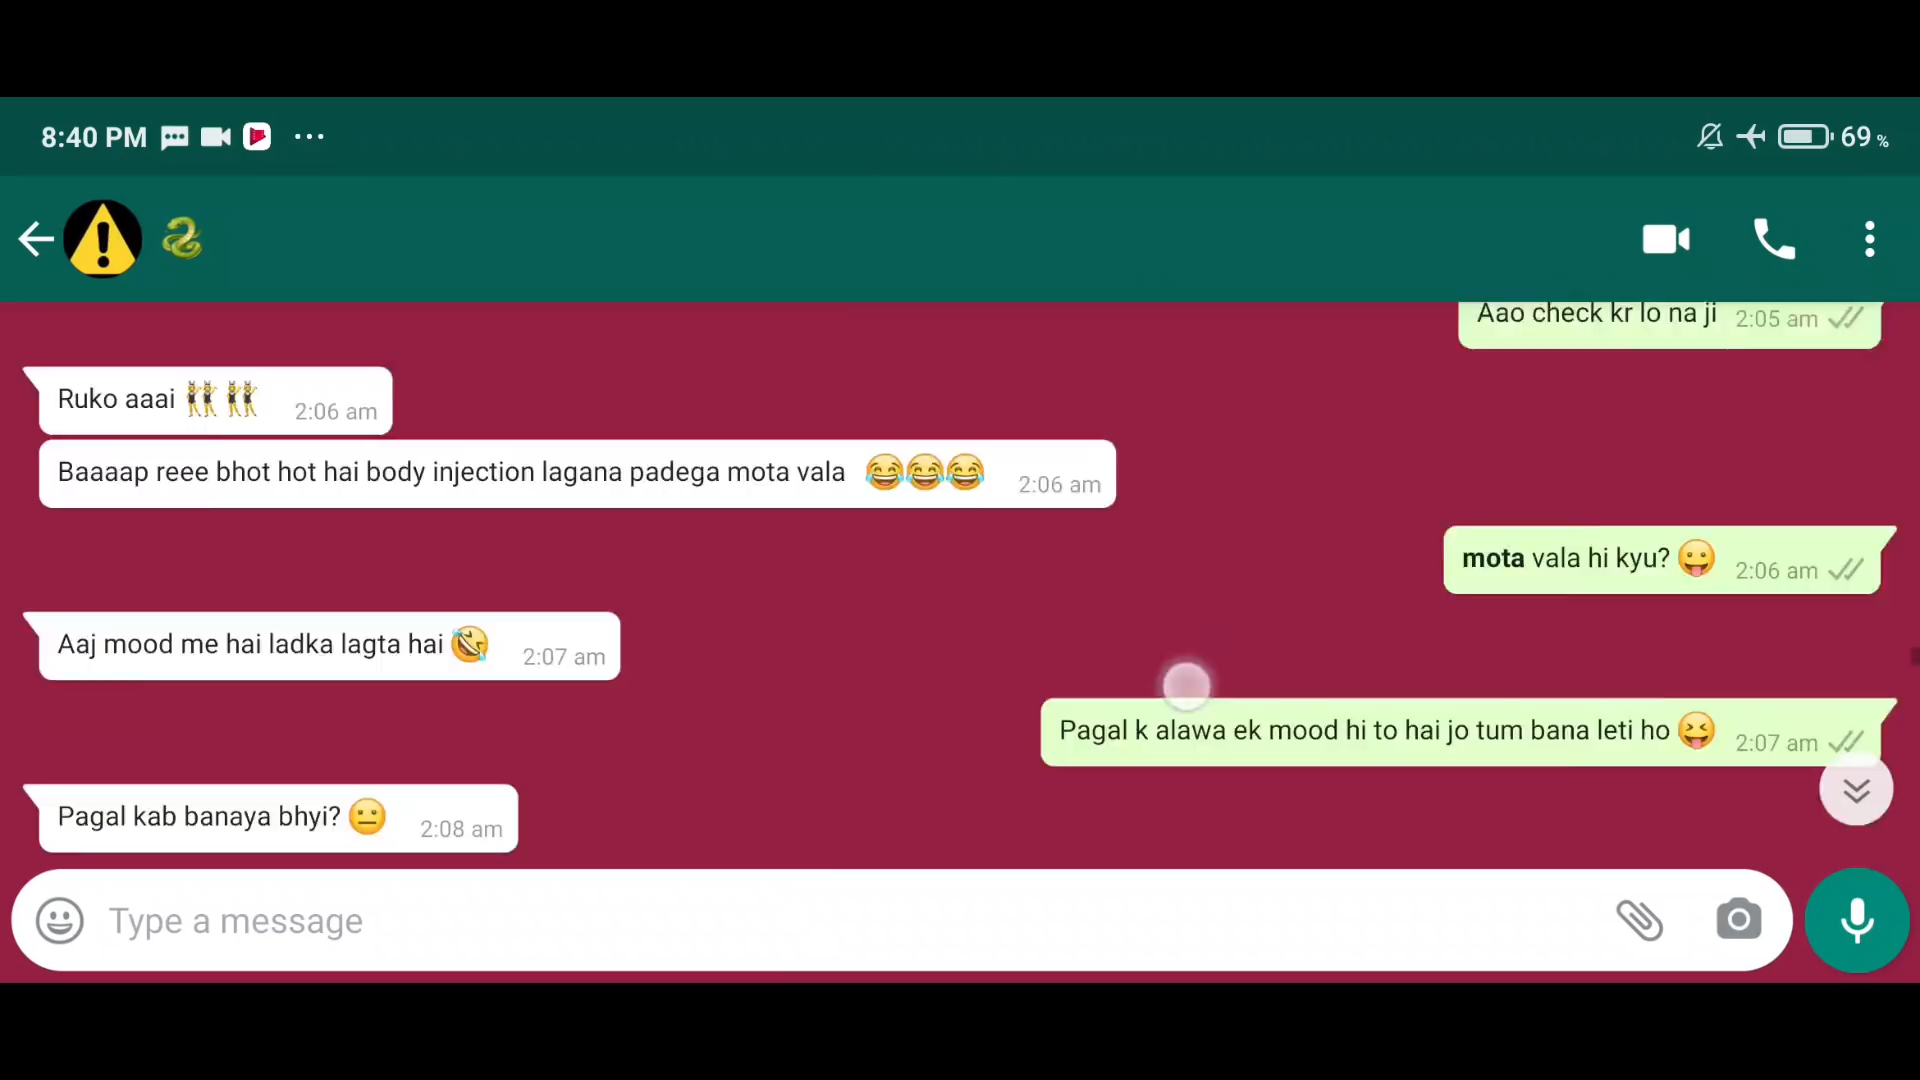 8:40 PM 69 %
Aao check kr lo na ji 2:05 am
Ruko aaai 👯👯 2:06 am
Baaaap reee bhot hot hai body injection lagana padega mota vala 😂😂😂 2:06 am
mota vala hi kyu? 😛 2:06 am
Aaj mood me hai ladka lagta hai 🤣 2:07 am
Pagal k alawa ek mood hi to hai jo tum bana leti ho 😝 2:07 am
Pagal kab banaya bhyi? 😐 2:08 am
Type a message